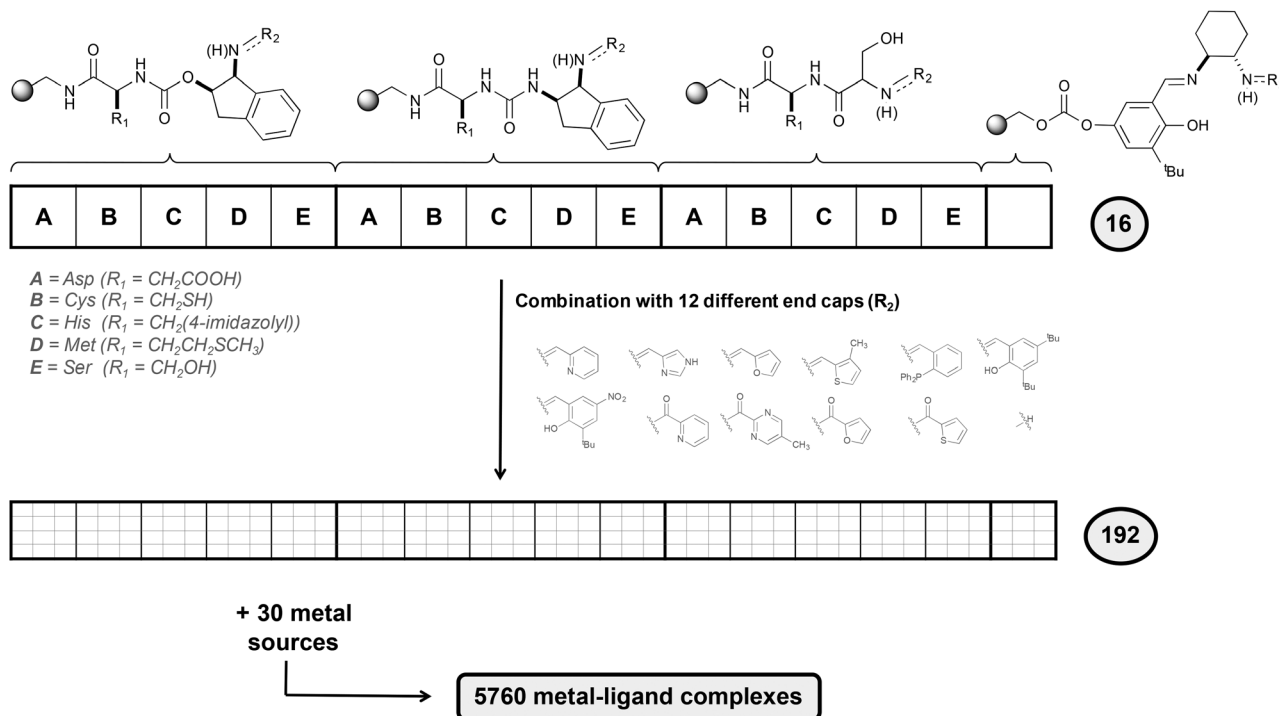 O
H
N
N
H
R1
O
O
(H)N
R2
O
H
N
N
H
R1
O
H
N
(H)N
R2
O
H
N
N
H
R1
O
OH
N
(H)
R2
O
O
O
N
N
(H)
R
OH
tBu
A B C D E A B C D E A B C D E
16
A = Asp (R1 = CH2COOH)
B = Cys (R1 = CH2SH)
C = His (R1 = CH2(4-imidazolyl))
D = Met (R1 = CH2CH2SCH3)
E = Ser (R1 = CH2OH)
Combination with 12 different end caps (R2)
N
N
NH
O
S
CH3
Ph2P
HO
tBu
tBu
HO
NO2
tBu
O
N
O
N
N
CH3
O
O
O
S
H
192
+ 30 metal
sources
5760 metal-ligand complexes